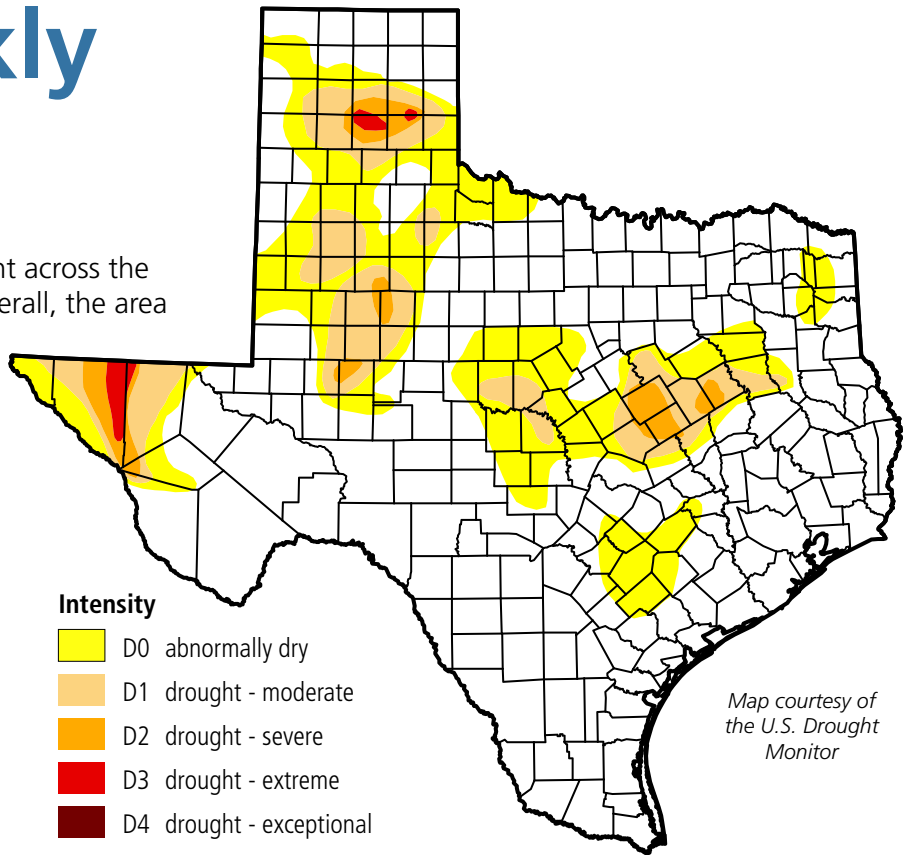 kly
nt across the
erall, the area
Intensity
D0 abnormally dry
D1 drought - moderate
D2 drought - severe
D3 drought - extreme
D4 drought - exceptional
Map courtesy of
the U.S. Drought
Monitor